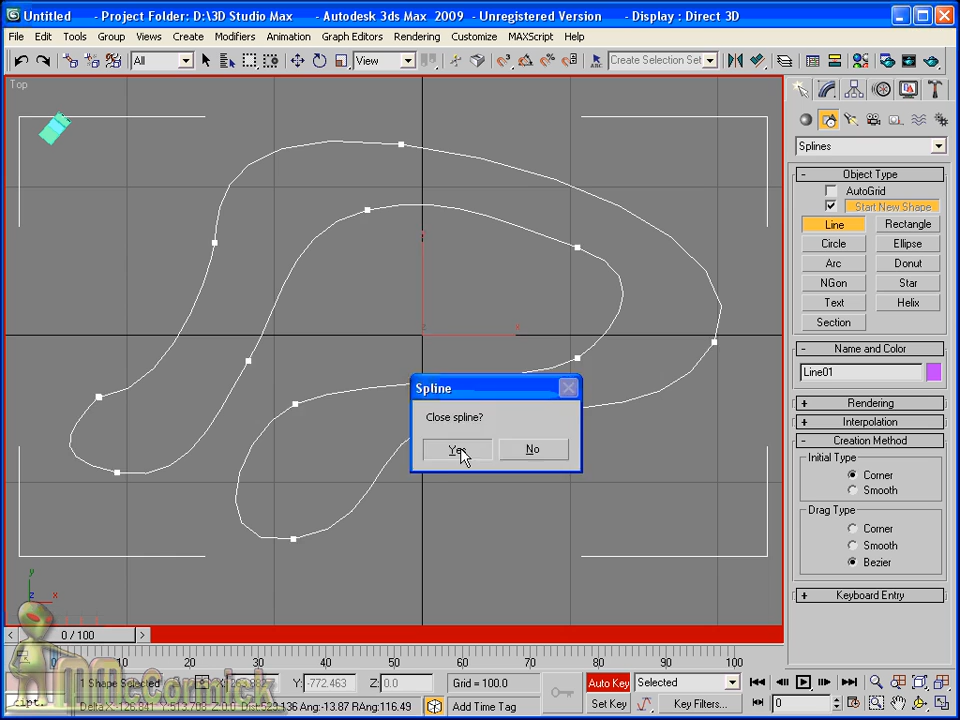 Untitled - Project Folder: D:\3D Studio Max - Autodesk 3ds Max 2009 - Unregistered Version - Display : Direct 3D
File Edit Tools Group Views Create Modifiers Animation Graph Editors Rendering Customize MAXScript Help
All View Create Selection Set
Top
Splines
- Object Type
AutoGrid
Start New Shape
Line Rectangle
Circle Ellipse
Arc Donut
NGon Star
Text Helix
Section
- Name and Color
Line01
+ Rendering
+ Interpolation
- Creation Method
Initial Type
Corner
Smooth
Drag Type
Corner
Smooth
Bezier
+ Keyboard Entry
Spline
Close spline?
Yes No
y
z x
z x
0 / 100
10 20 30 40 50 60 70 80 90 100
1 Shape Selected X: Y: -772.463 Z: 0.0 Grid = 100.0 Auto Key Selected 0
McCormick
Add Time Tag Set Key Key Filters...